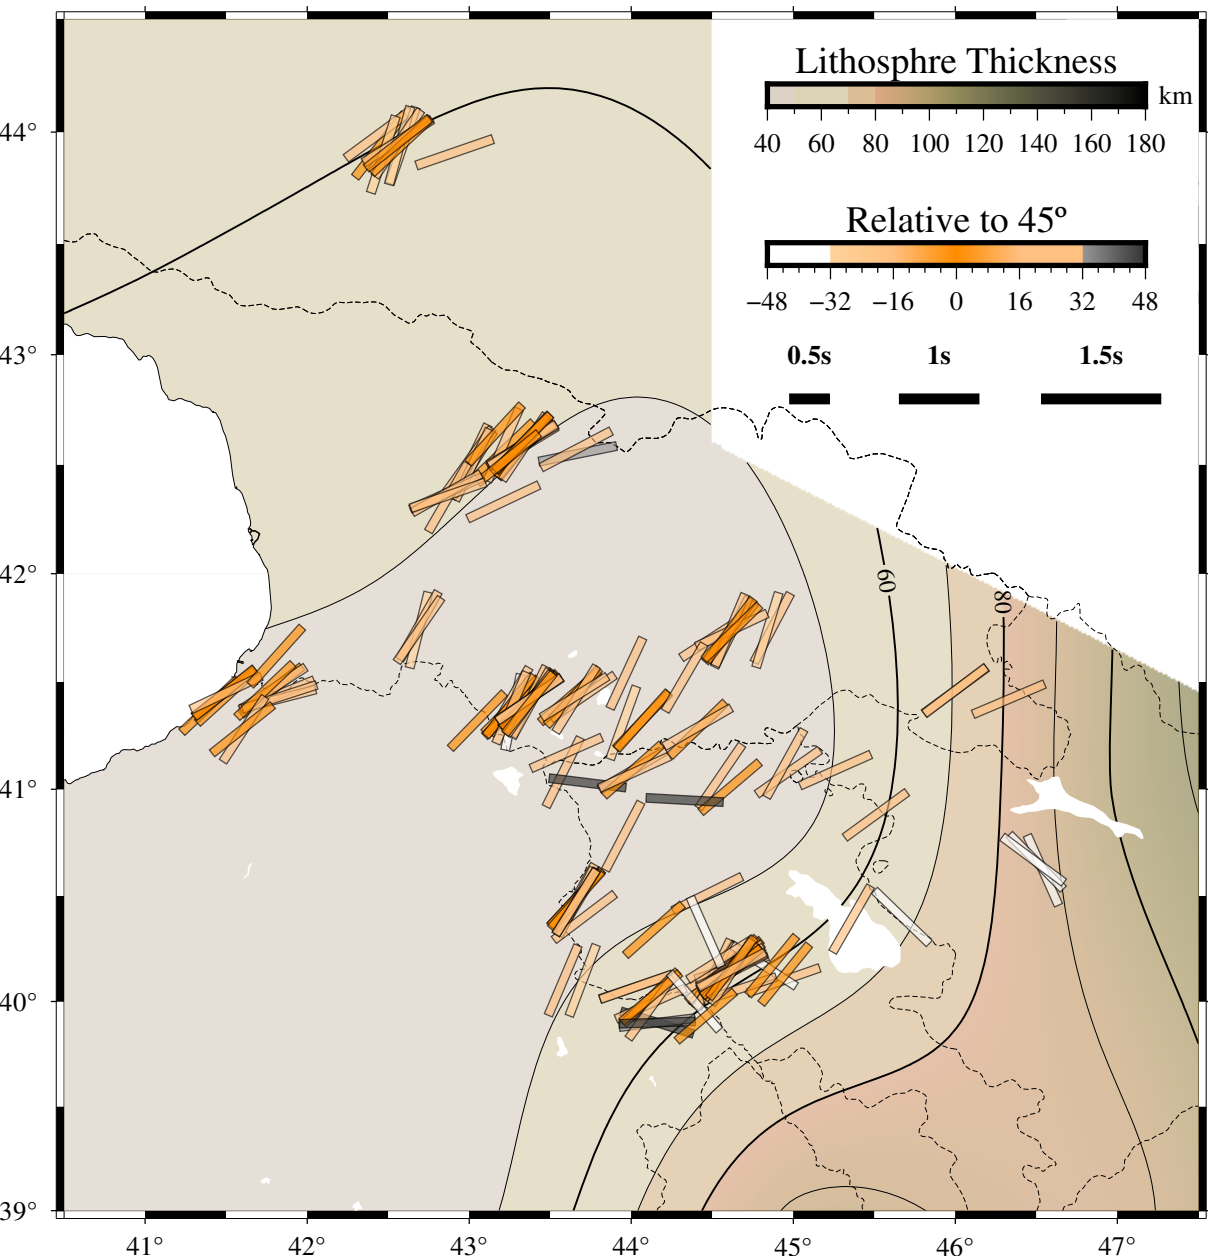 Lithosphre Thickness
km
40 60 80 100 120 140 160 180
Relative to 45º
−48 −32 −16 0 16 32 48
0.5s 1s 1.5s
44°
43°
42°
41°
40°
39°
60
80
41° 42° 43° 44° 45° 46° 47°